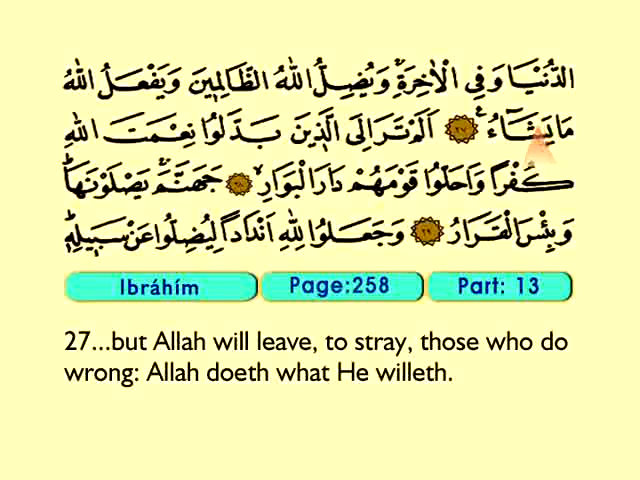 الدُّنْيَا وَفِي الْاٰخِرَةِۚ وَيُضِلُّ اللّٰهُ الظَّالِمِينَ وَيَفْعَلُ اللّٰهُ
مَا يَشَٓاءُ۟ ﴿٢٧﴾ اَلَمْ تَرَ اِلَى الَّذِينَ بَدَّلُوا نِعْمَتَ اللّٰهِ
كُفْرًا وَاَحَلُّوا قَوْمَهُمْ دَارَ الْبَوَارِۙ ﴿٢٨﴾ جَهَنَّمَۚ يَصْلَوْنَهَاۜ
وَبِئْسَ الْقَرَارُ ﴿٢٩﴾ وَجَعَلُوا لِلّٰهِ اَنْدَادًا لِيُضِلُّوا عَنْ سَبِيلِهِۜ
Ibráhím Page:258 Part: 13
27...but Allah will leave, to stray, those who do
wrong: Allah doeth what He willeth.